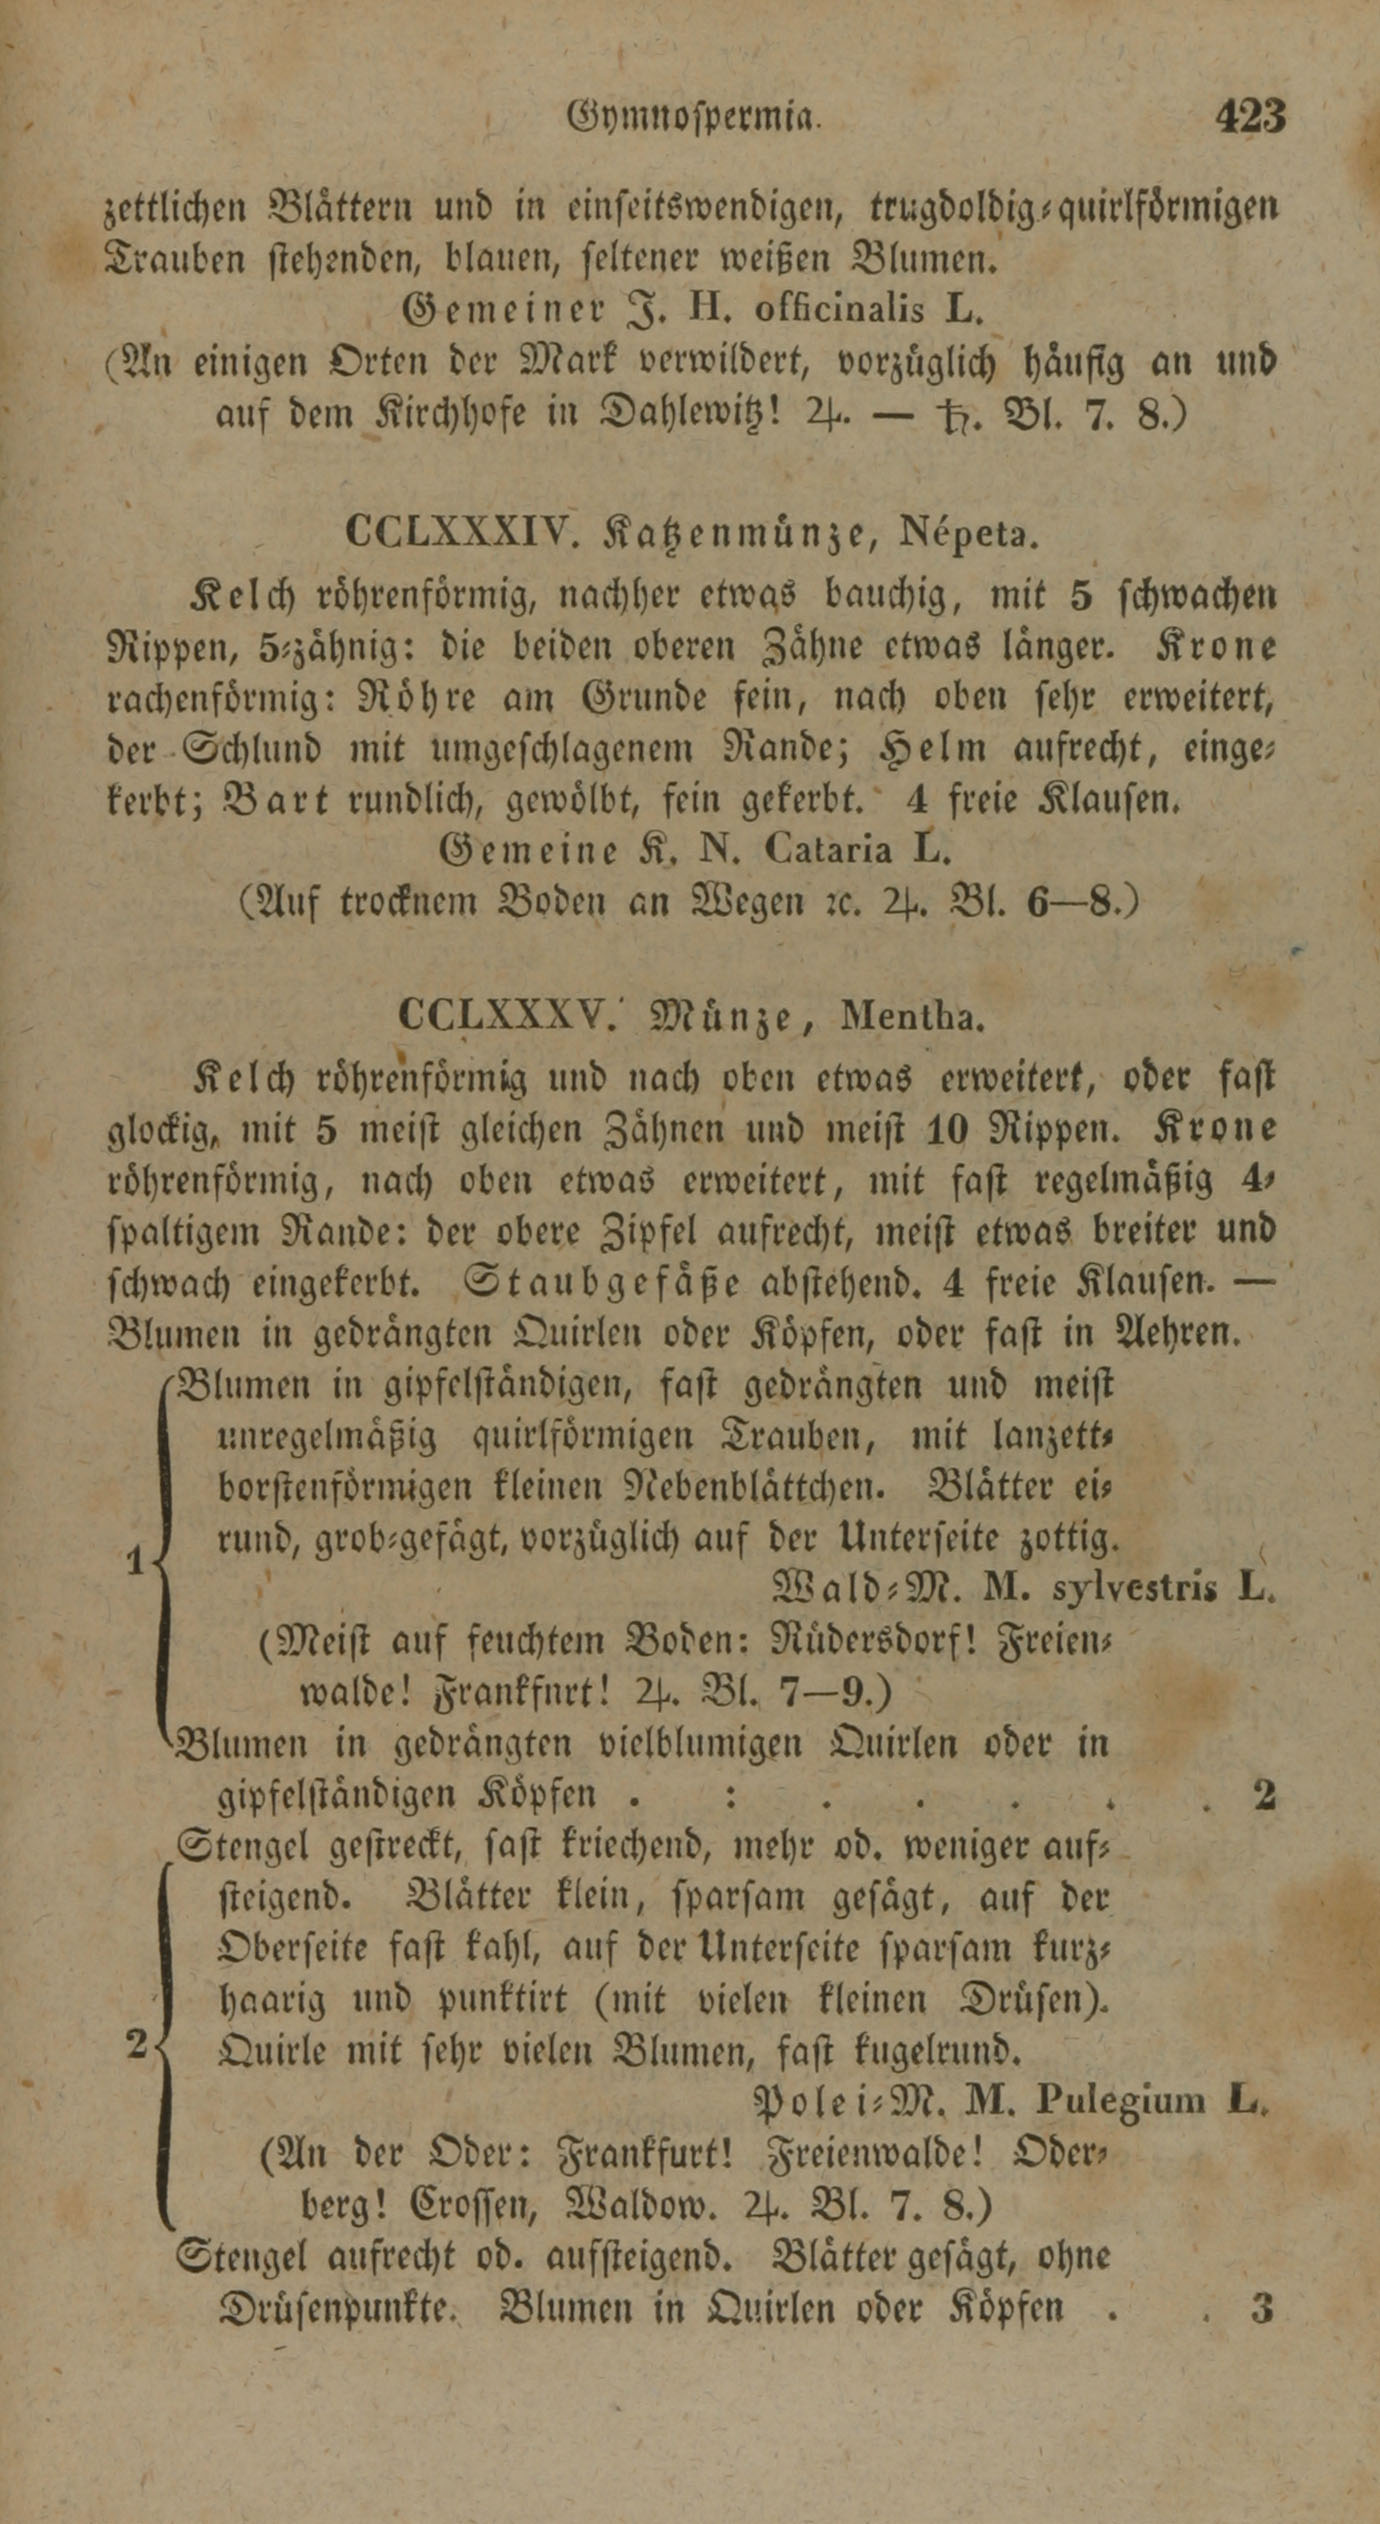 Gymnospermia. 423
zettlichen Blättern und in einseitswendigen, trugdoldig-quirlförmigen
Trauben stehenden, blauen, seltener weißen Blumen.
Gemeiner J. H. officinalis L.
(An einigen Orten der Mark verwildert, vorzüglich häufig an und
auf dem Kirchhofe in Dahlewitz! ♃. — ♄. Bl. 7. 8.)
CCLXXXIV. Katzenmünze, Népeta.
Kelch röhrenförmig, nachher etwas bauchig, mit 5 schwachen
Rippen, 5-zähnig: die beiden oberen Zähne etwas länger. Krone
rachenförmig: Röhre am Grunde fein, nach oben sehr erweitert,
der Schlund mit umgeschlagenem Rande; Helm aufrecht, einge-
kerbt; Bart rundlich, gewölbt, fein gekerbt. 4 freie Klausen.
Gemeine K. N. Cataria L.
(Auf trocknem Boden an Wegen ꝛc. ♃. Bl. 6—8.)
CCLXXXV. Münze, Mentha.
Kelch röhrenförmig und nach oben etwas erweitert, oder fast
glockig, mit 5 meist gleichen Zähnen und meist 10 Rippen. Krone
röhrenförmig, nach oben etwas erweitert, mit fast regelmäßig 4-
spaltigem Rande: der obere Zipfel aufrecht, meist etwas breiter und
schwach eingekerbt. Staubgefäße abstehend. 4 freie Klausen. —
Blumen in gedrängten Quirlen oder Köpfen, oder fast in Aehren.
Blumen in gipfelständigen, fast gedrängten und meist
unregelmäßig quirlförmigen Trauben, mit lanzett-
borstenförmigen kleinen Nebenblättchen. Blätter ei-
rund, grob-gesägt, vorzüglich auf der Unterseite zottig.
1
Wald-M. M. sylvestris L.
(Meist auf feuchtem Boden: Rüdersdorf! Freien-
walde! Frankfurt! ♃. Bl. 7—9.)
Blumen in gedrängten vielblumigen Quirlen oder in
gipfelständigen Köpfen . : . . . . . 2
Stengel gestreckt, fast kriechend, mehr od. weniger auf-
steigend. Blätter klein, sparsam gesägt, auf der
Oberseite fast kahl, auf der Unterseite sparsam kurz-
haarig und punktirt (mit vielen kleinen Drüsen).
2 Quirle mit sehr vielen Blumen, fast kugelrund.
Polei-M. M. Pulegium L.
(An der Oder: Frankfurt! Freienwalde! Oder-
berg! Crossen, Waldow. ♃. Bl. 7. 8.)
Stengel aufrecht od. aufsteigend. Blätter gesägt, ohne
Drüsenpunkte. Blumen in Quirlen oder Köpfen . . 3